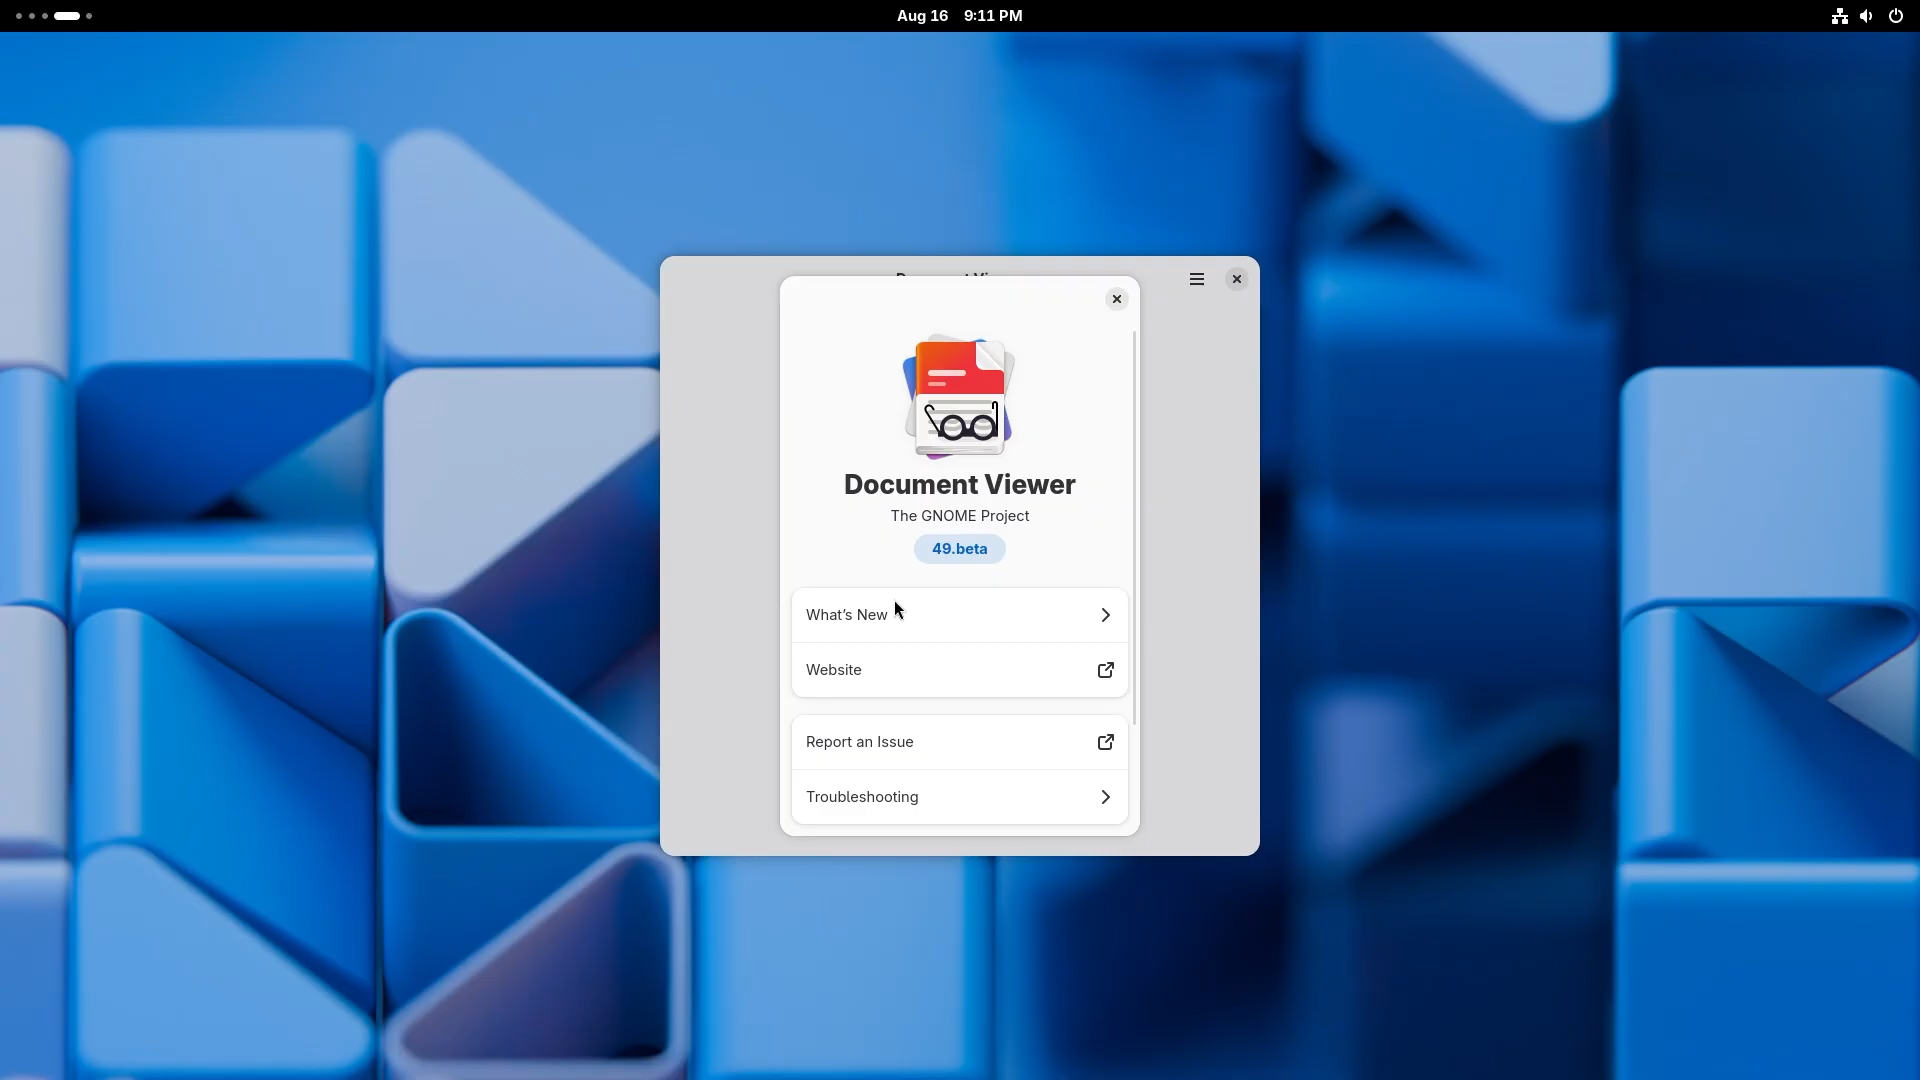 Aug 16 9:11 PM
Document Viewer
The GNOME Project
49.beta
What’s New
Website
Report an Issue
Troubleshooting